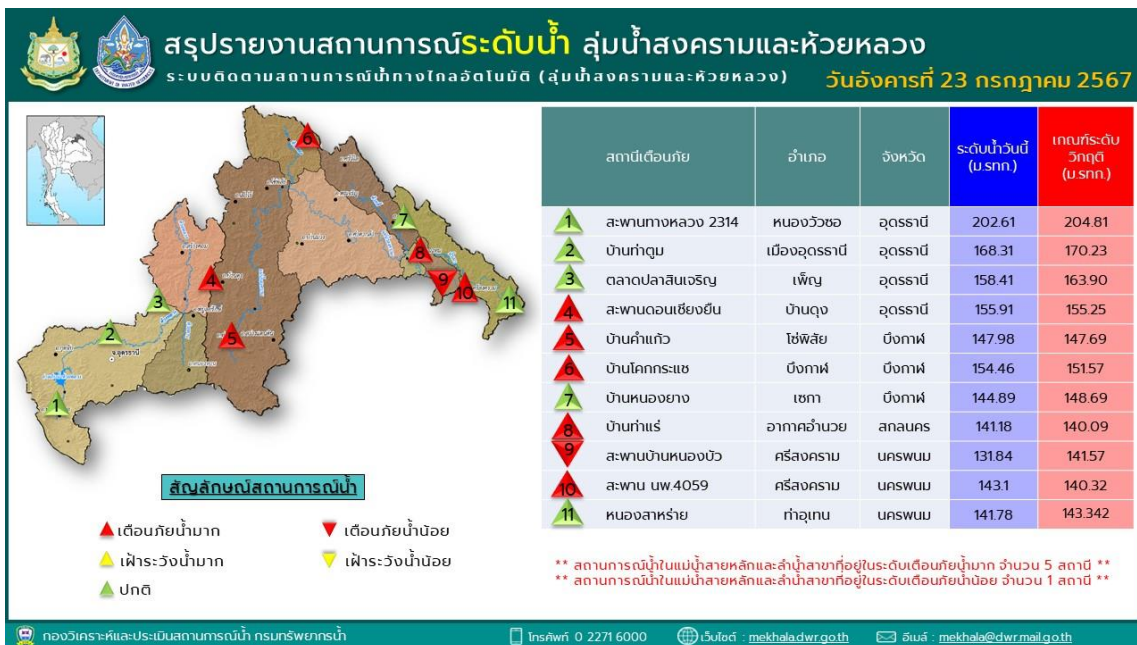 สรุปรายงานสถานการณ์ระดับน้ำ ลุ่มน้ำสงครามและห้วยหลวง
ระบบติดตามสถานการณ์น้ำทางไกลอัตโนมัติ (ลุ่มน้ำสงครามและห้วยหลวง)
วันอังคารที่ 23 กรกฎาคม 2567
6
7
8
9
10
11
4
3
5
2
จ.อุดรธานี
1
สัญลักษณ์สถานการณ์น้ำ
เตือนภัยน้ำมาก เตือนภัยน้ำน้อย
เฝ้าระวังน้ำมาก เฝ้าระวังน้ำน้อย
ปกติ
สถานีเตือนภัย อำเภอ จังหวัด ระดับน้ำวันนี้ (ม.รทก.) เกณฑ์ระดับวิกฤติ (ม.รทก.)
1 สะพานทางหลวง 2314 หนองวัวซอ อุดรธานี 202.61 204.81
2 บ้านท่าตูม เมืองอุดรธานี อุดรธานี 168.31 170.23
3 ตลาดปลาสินเจริญ เพ็ญ อุดรธานี 158.41 163.90
4 สะพานดอนเชียงยืน บ้านดุง อุดรธานี 155.91 155.25
5 บ้านคำแก้ว โซ่พิสัย บึงกาฬ 147.98 147.69
6 บ้านโคกกระแซ บึงกาฬ บึงกาฬ 154.46 151.57
7 บ้านหนองยาง เซกา บึงกาฬ 144.89 148.69
8 บ้านท่าแร่ อากาศอำนวย สกลนคร 141.18 140.09
9 สะพานบ้านหนองบัว ศรีสงคราม นครพนม 131.84 141.57
10 สะพาน นพ.4059 ศรีสงคราม นครพนม 143.1 140.32
11 หนองสาหร่าย ท่าอุเทน นครพนม 141.78 143.342
** สถานการณ์น้ำในแม่น้ำสายหลักและลำน้ำสาขาที่อยู่ในระดับเตือนภัยน้ำมาก จำนวน 5 สถานี **
** สถานการณ์น้ำในแม่น้ำสายหลักและลำน้ำสาขาที่อยู่ในระดับเตือนภัยน้ำน้อย จำนวน 1 สถานี **
กองวิเคราะห์และประเมินสถานการณ์น้ำ กรมทรัพยากรน้ำ โทรศัพท์ 0 2271 6000 เว็บไซต์ : mekhala.dwr.go.th อีเมล์ : mekhala@dwr.mail.go.th